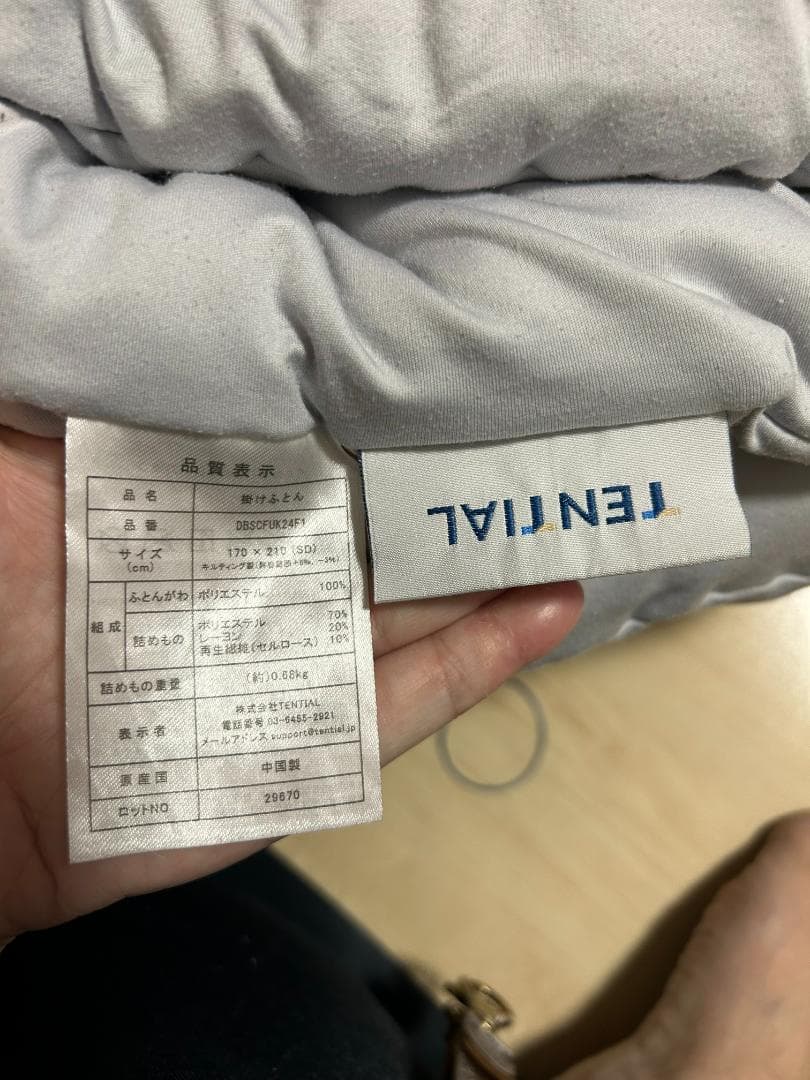 品質表示
品名 掛けふとん
品番 DBSCFUK24F1
サイズ(cm) 170 × 210 (SD)
組成 ふとんがわ ポリエステル 100%
詰めもの ポリエステル 70%
レーヨン 20%
再生繊維(セルロース) 10%
詰めもの重量 (約)0.68kg
表示者 株式会社TENTIAL
電話番号 03-6455-2921
メールアドレス support@tential.jp
原産国 中国製
ロットNO 29670
TENTIAL